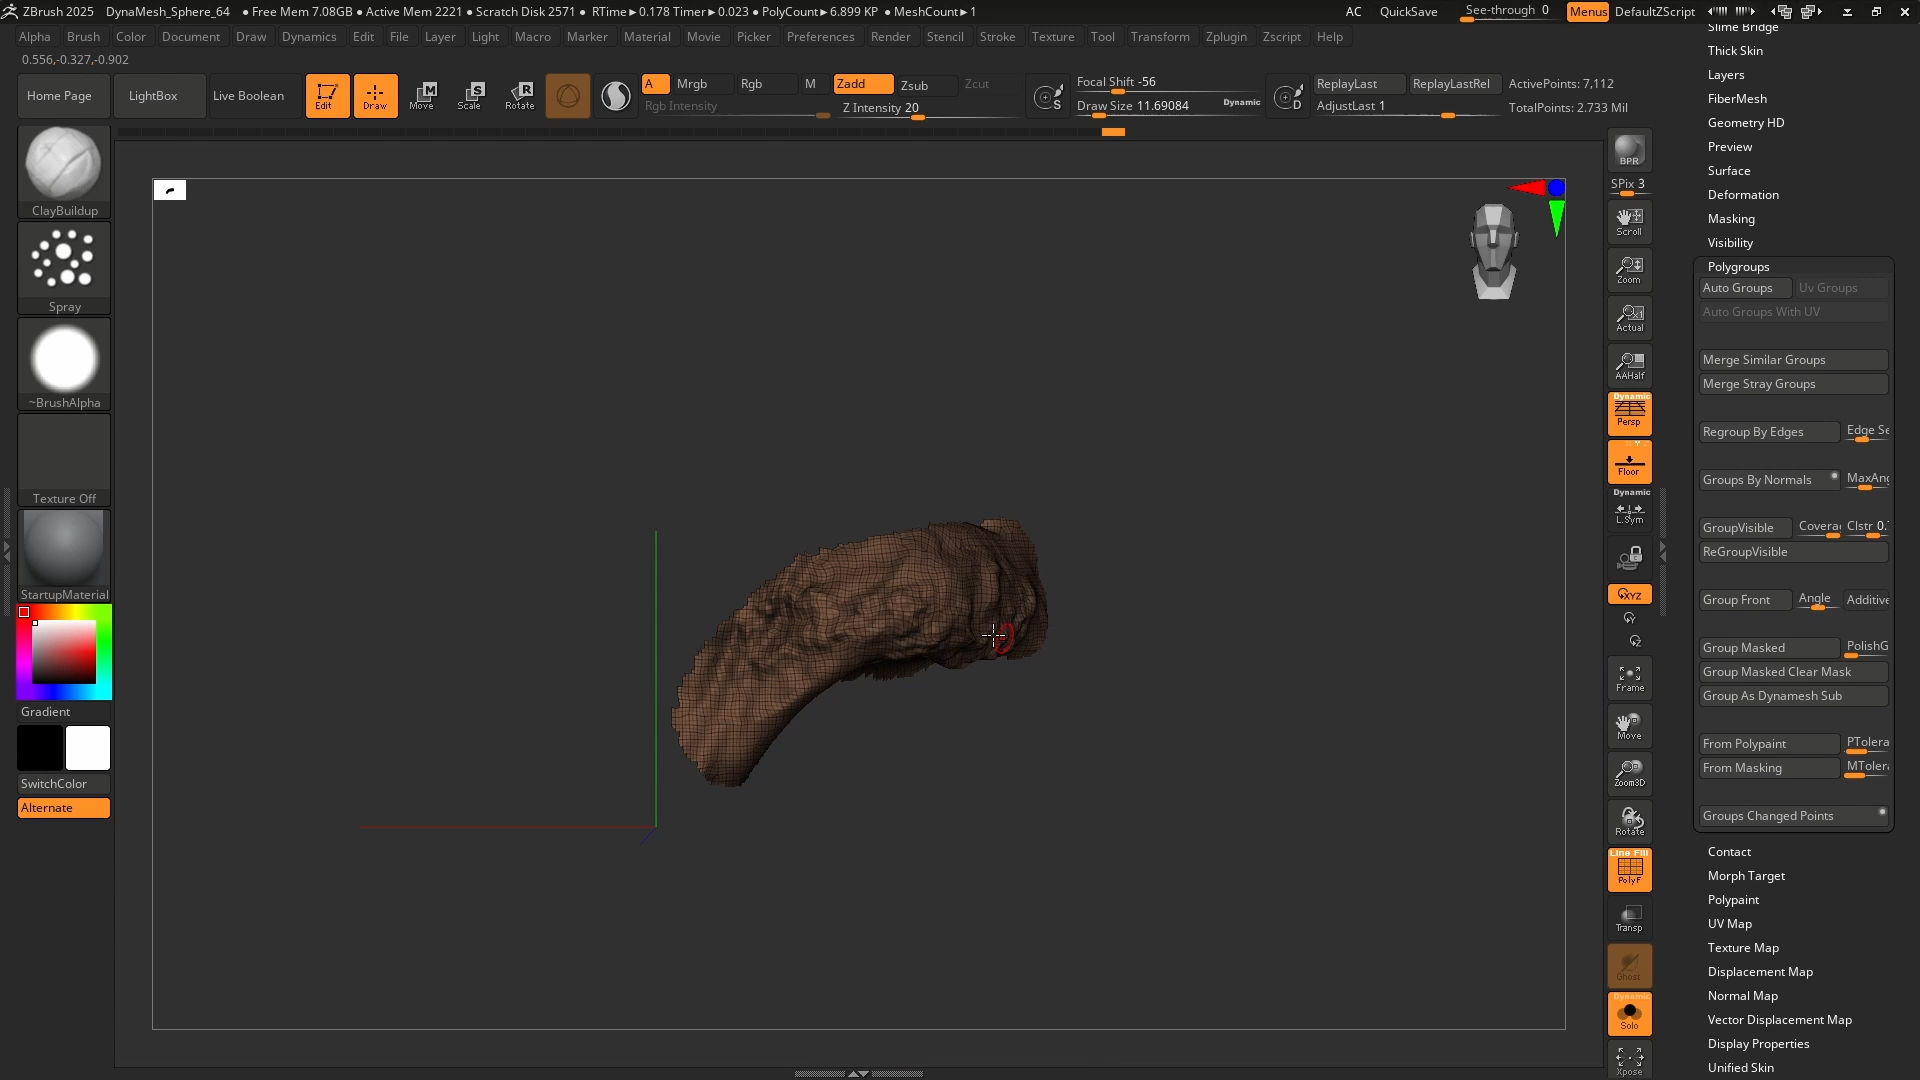 ZBrush 2025 DynaMesh_Sphere_64 ● Free Mem 7.08GB ● Active Mem 2221 ● Scratch Disk 2571 ● RTime►0.178 Timer►0.023 ● PolyCount►6.899 KP ● MeshCount►1 AC QuickSave See-through 0 Menus DefaultZScript
Alpha Brush Color Document Draw Dynamics Edit File Layer Light Macro Marker Material Movie Picker Preferences Render Stencil Stroke Texture Tool Transform Zplugin Zscript Help
0.556,-0.327,-0.902
Home Page LightBox Live Boolean Edit Draw Move Scale Rotate
A Mrgb Rgb M Zadd Zsub Zcut
Rgb Intensity Z Intensity 20
Focal Shift -56
Draw Size 11.69084 Dynamic
S D
ReplayLast ReplayLastRel ActivePoints: 7,112
AdjustLast 1 TotalPoints: 2.733 Mil
ClayBuildup
Spray
~BrushAlpha
Texture Off
StartupMaterial
Gradient
SwitchColor
Alternate
BPR
SPix 3
Scroll
Zoom
Actual
AAHalf
Dynamic
Persp
Floor
Dynamic
L.Sym
XYZ
Y
Z
Frame
Move
Zoom3D
Rotate
Line Fill
PolyF
Transp
Ghost
Dynamic
Solo
Xpose
Slime Bridge
Thick Skin
Layers
FiberMesh
Geometry HD
Preview
Surface
Deformation
Masking
Visibility
Polygroups
Auto Groups Uv Groups
Auto Groups With UV
Merge Similar Groups
Merge Stray Groups
Regroup By Edges Edge Se
Groups By Normals MaxAng
GroupVisible Covera Clstr 0.
ReGroupVisible
Group Front Angle Additive
Group Masked PolishG
Group Masked Clear Mask
Group As Dynamesh Sub
From Polypaint PTolera
From Masking MTolera
Groups Changed Points
Contact
Morph Target
Polypaint
UV Map
Texture Map
Displacement Map
Normal Map
Vector Displacement Map
Display Properties
Unified Skin